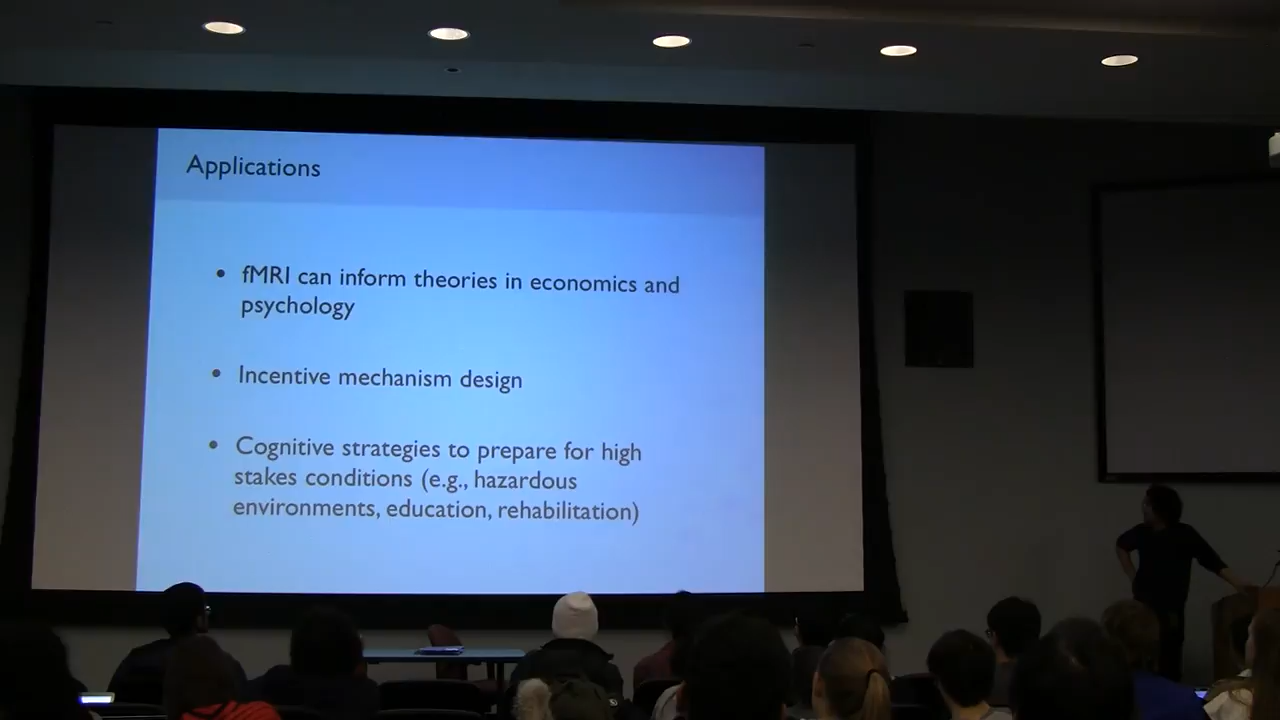 Applications
• fMRI can inform theories in economics and
psychology
• Incentive mechanism design
• Cognitive strategies to prepare for high
stakes conditions (e.g., hazardous
environments, education, rehabilitation)